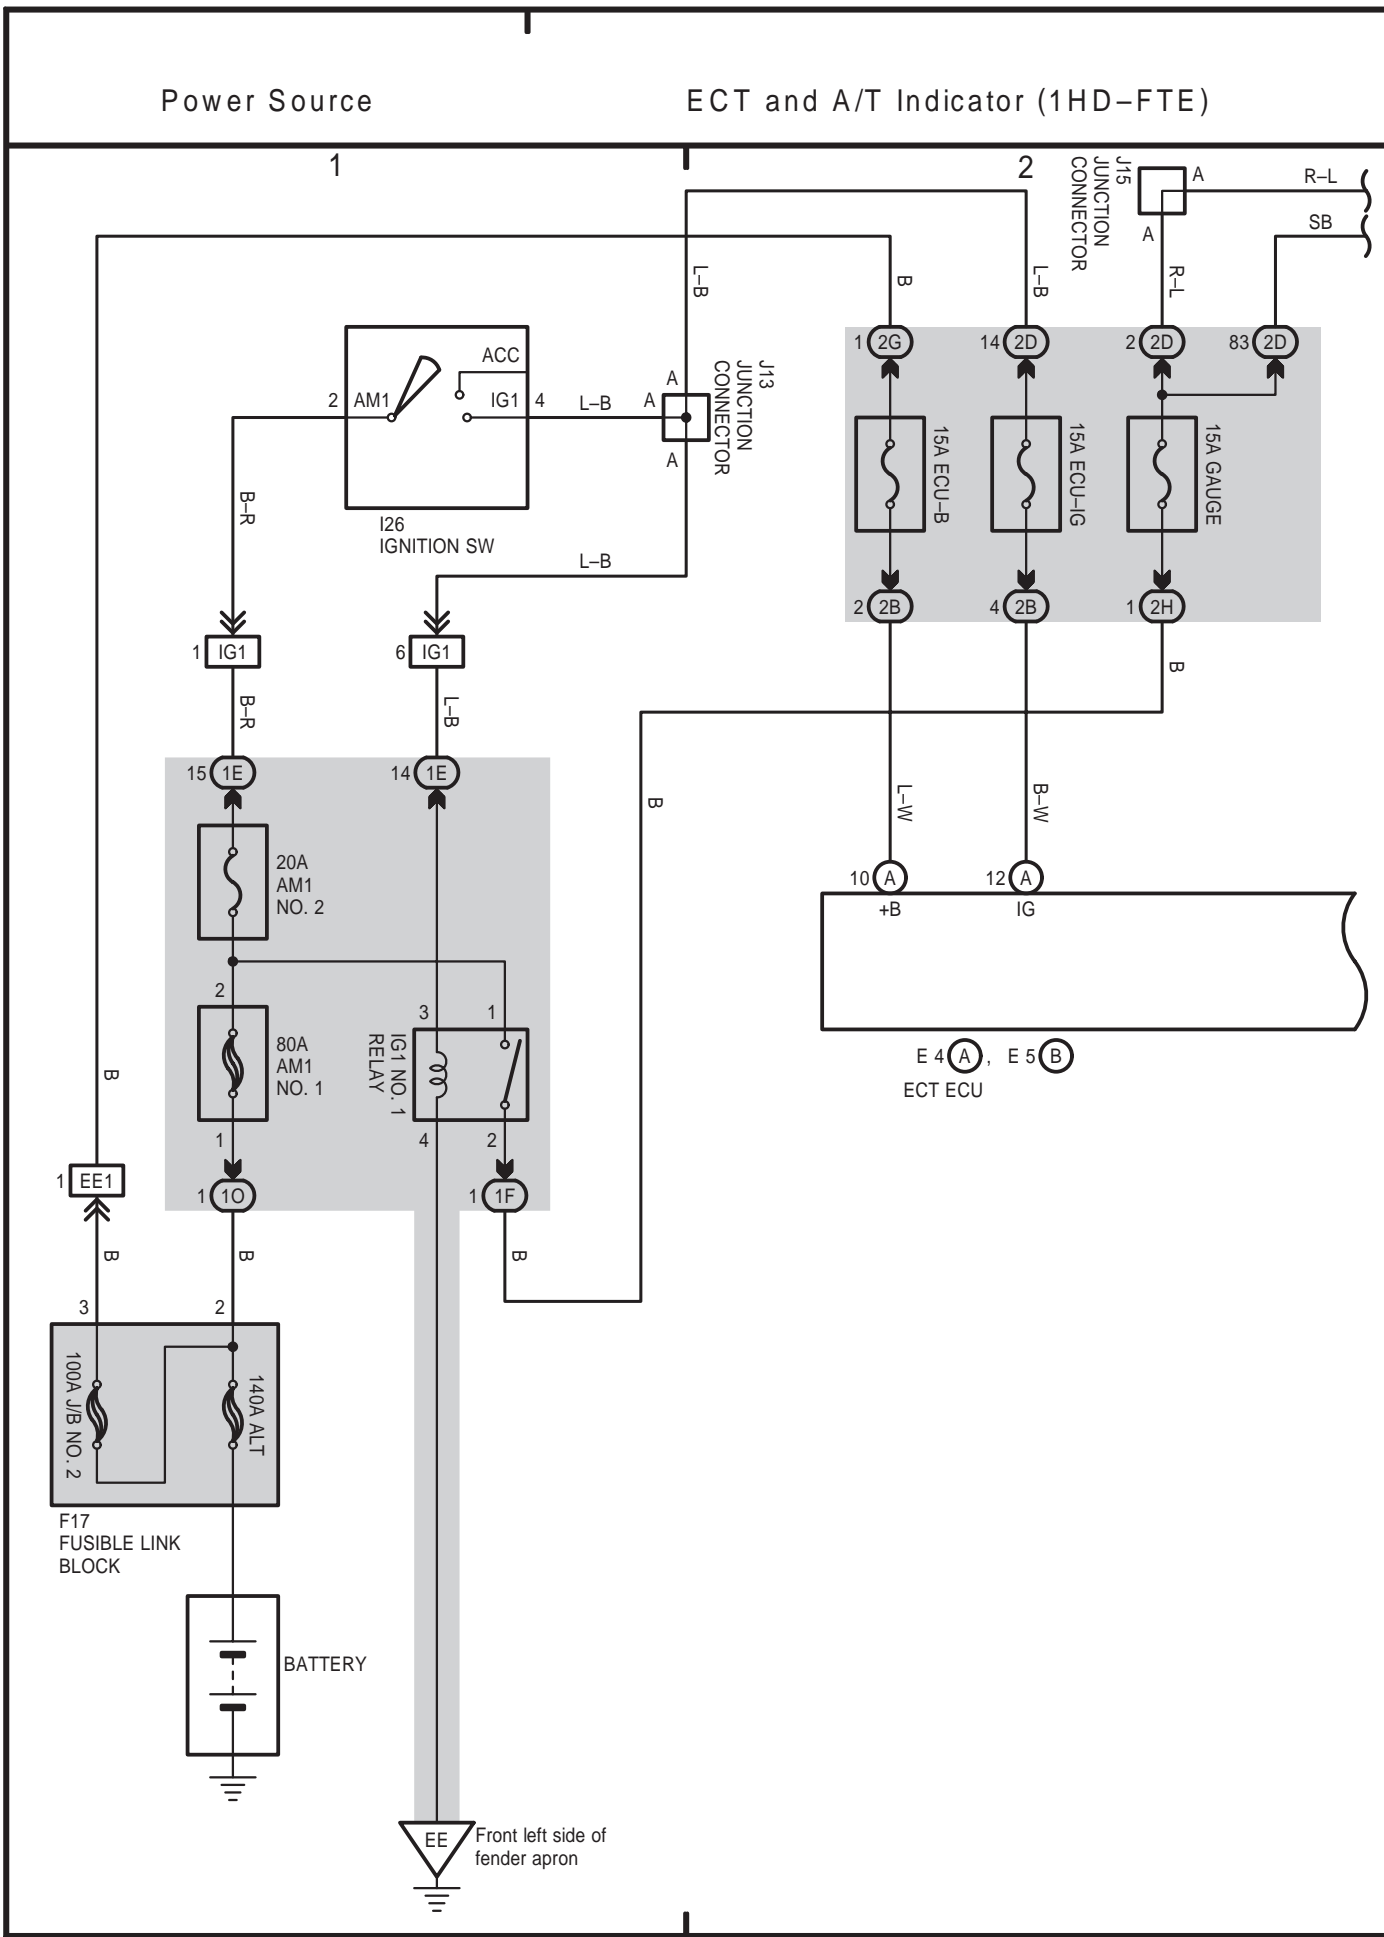 Power Source
ECT and A/T Indicator (1HD–FTE)
1
2
J15
JUNCTION
CONNECTOR
A
R–L
A
SB
L–B
B
L–B
R–L
1 2G
14 2D
2 2D
83 2D
ACC
2 AM1
IG1 4
L–B
A
A
A
J13
JUNCTION
CONNECTOR
15A ECU–B
15A ECU–IG
15A GAUGE
B–R
I26
IGNITION SW
L–B
2 2B
4 2B
1 2H
1 IG1
6 IG1
B
B–R
L–B
15 1E
14 1E
B
L–W
B–W
20A
AM1
NO. 2
10 A
12 A
+B
IG
2
3
1
80A
AM1
NO. 1
IG1 NO. 1
RELAY
E 4 A , E 5 B
ECT ECU
B
1
4
2
1 EE1
1 1O
1 1F
B
B
B
3
2
100A J/B NO. 2
140A ALT
F17
FUSIBLE LINK
BLOCK
BATTERY
EE
Front left side of
fender apron